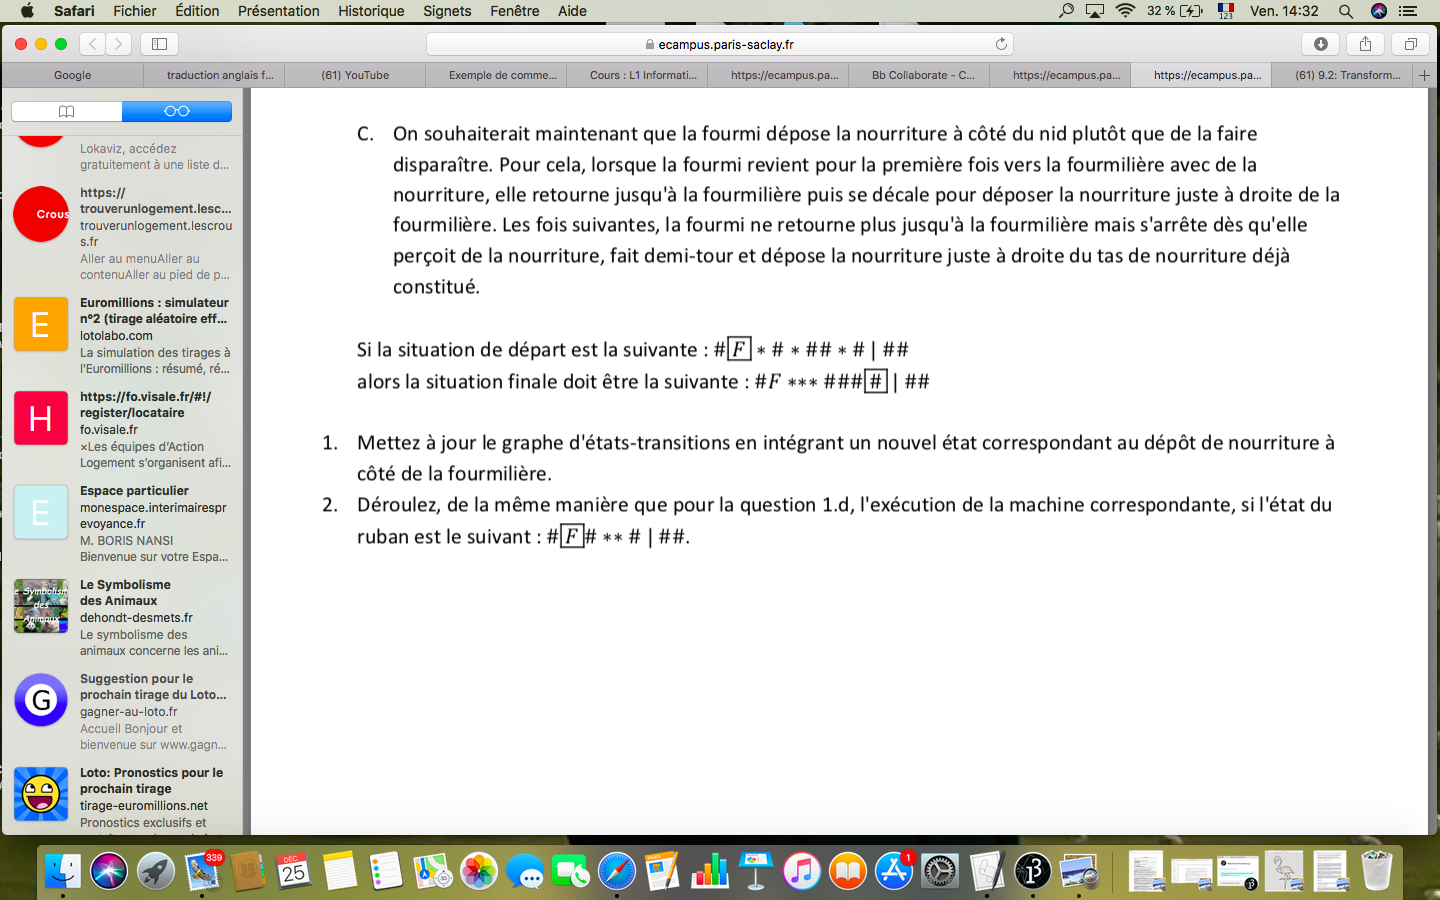 Safari Fichier Édition Présentation Historique Signets Fenêtre Aide 32 % 123 Ven. 14:32
ecampus.paris-saclay.fr
Google
traduction anglais f...
(61) YouTube
Exemple de comme...
Cours : L1 Informati...
https://ecampus.pa...
Bb Collaborate - C...
https://ecampus.pa...
https://ecampus.pa...
(61) 9.2: Transform...
Lokaviz, accédez
gratuitement à une liste d...
Crous
https://
trouverunlogement.lesc...
trouverunlogement.lescrou
s.fr
Aller au menuAller au
contenuAller au pied de p...
E
Euromillions : simulateur
n°2 (tirage aléatoire eff...
lotolabo.com
La simulation des tirages à
l'Euromillions : résumé, ré...
H
https://fo.visale.fr/#!/
register/locataire
fo.visale.fr
×Les équipes d'Action
Logement s'organisent afi...
E
Espace particulier
monespace.interimairespr
evoyance.fr
M. BORIS NANSI
Bienvenue sur votre Espa...
Le Symbolisme
des Animaux
dehondt-desmets.fr
Le symbolisme des
animaux concerne les ani...
G
Suggestion pour le
prochain tirage du Loto...
gagner-au-loto.fr
Accueil Bonjour et
bienvenue sur www.gagn...
Loto: Pronostics pour le
prochain tirage
tirage-euromillions.net
Pronostics exclusifs et
C. On souhaiterait maintenant que la fourmi dépose la nourriture à côté du nid plutôt que de la faire
disparaître. Pour cela, lorsque la fourmi revient pour la première fois vers la fourmilière avec de la
nourriture, elle retourne jusqu'à la fourmilière puis se décale pour déposer la nourriture juste à droite de la
fourmilière. Les fois suivantes, la fourmi ne retourne plus jusqu'à la fourmilière mais s'arrête dès qu'elle
perçoit de la nourriture, fait demi-tour et dépose la nourriture juste à droite du tas de nourriture déjà
constitué.
Si la situation de départ est la suivante : #F * # * ## * # | ##
alors la situation finale doit être la suivante : #F *** #### | ##
1. Mettez à jour le graphe d'états-transitions en intégrant un nouvel état correspondant au dépôt de nourriture à
côté de la fourmilière.
2. Déroulez, de la même manière que pour la question 1.d, l'exécution de la machine correspondante, si l'état du
ruban est le suivant : #F# ** # | ##.
339
DÉC.
25
1